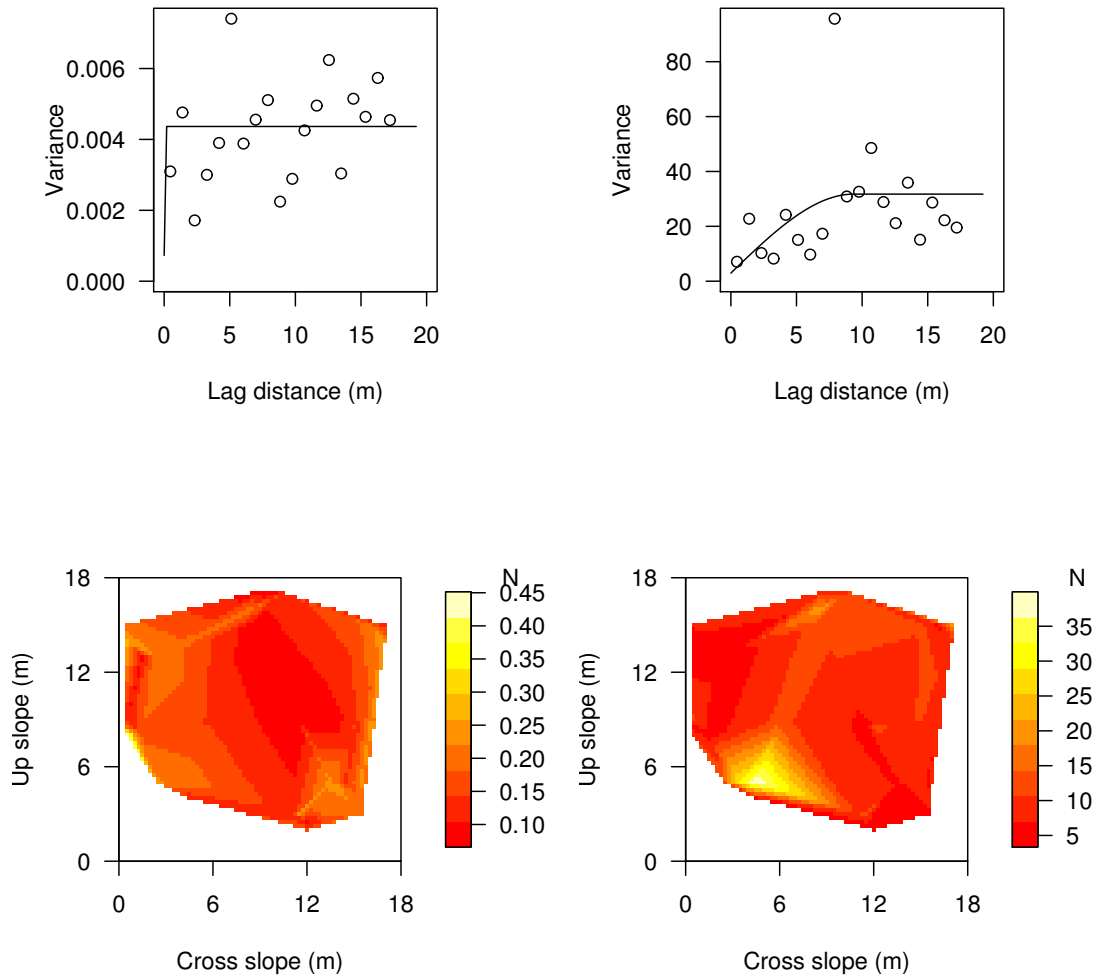 Variance
0.006
0.004
0.002
0.000
0 5 10 15 20
Lag distance (m)
Variance
80
60
40
20
0
0 5 10 15 20
Lag distance (m)
Up slope (m)
18
12
6
0
0 6 12 18
Cross slope (m)
N
0.45
0.40
0.35
0.30
0.25
0.20
0.15
0.10
Up slope (m)
18
12
6
0
0 6 12 18
Cross slope (m)
N
35
30
25
20
15
10
5